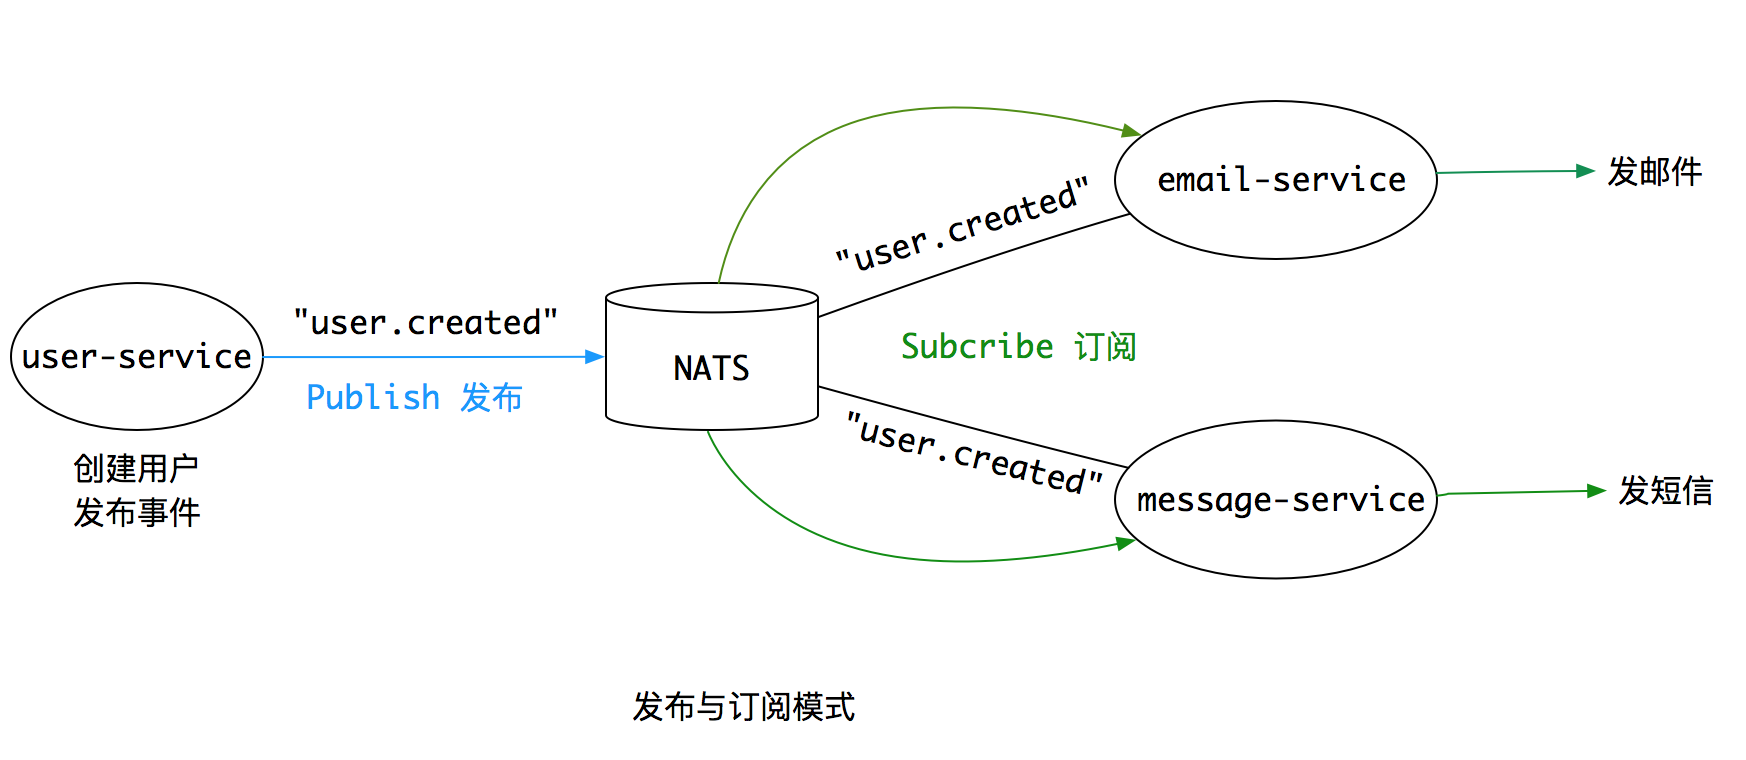 user-service
创建用户
发布事件
"user.created"
Publish 发布
NATS
"user.created"
Subcribe 订阅
"user.created"
email-service
发邮件
message-service
发短信
发布与订阅模式